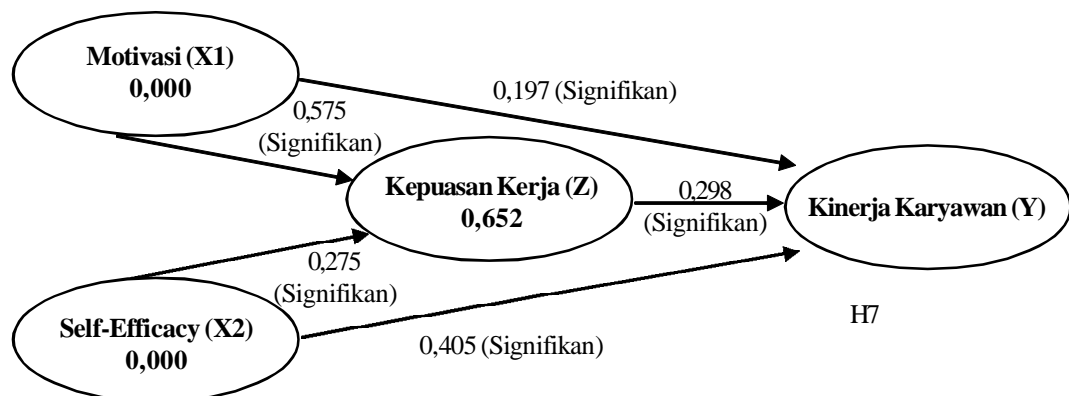 Motivasi (X1)
0,000
0,197 (Signifikan)
0,575
(Signifikan)
Kepuasan Kerja (Z)
0,652
0,298
(Signifikan)
Kinerja Karyawan (Y)
0,275
(Signifikan)
Self-Efficacy (X2)
0,000
0,405 (Signifikan)
H7